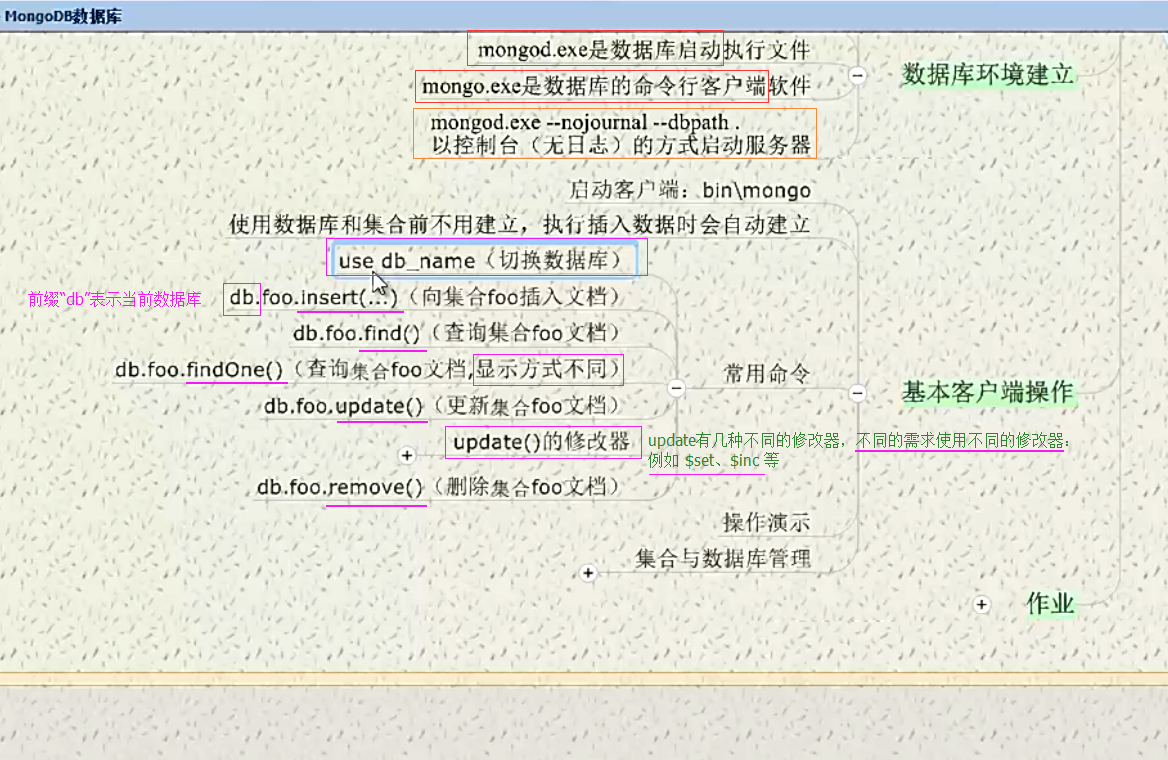 MongoDB数据库
mongod.exe是数据库启动执行文件
mongo.exe是数据库的命令行客户端软件
mongod.exe --nojournal --dbpath .
以控制台（无日志）的方式启动服务器
数据库环境建立
启动客户端：bin\mongo
使用数据库和集合前不用建立，执行插入数据时会自动建立
use db_name（切换数据库）
前缀“db”表示当前数据库
db.foo.insert(...)（向集合foo插入文档）
db.foo.find()（查询集合foo文档）
db.foo.findOne()（查询集合foo文档,显示方式不同）
常用命令
基本客户端操作
db.foo.update()（更新集合foo文档）
update()的修改器
update有几种不同的修改器，不同的需求使用不同的修改器：
例如 $set、$inc 等
db.foo.remove()（删除集合foo文档）
操作演示
集合与数据库管理
作业